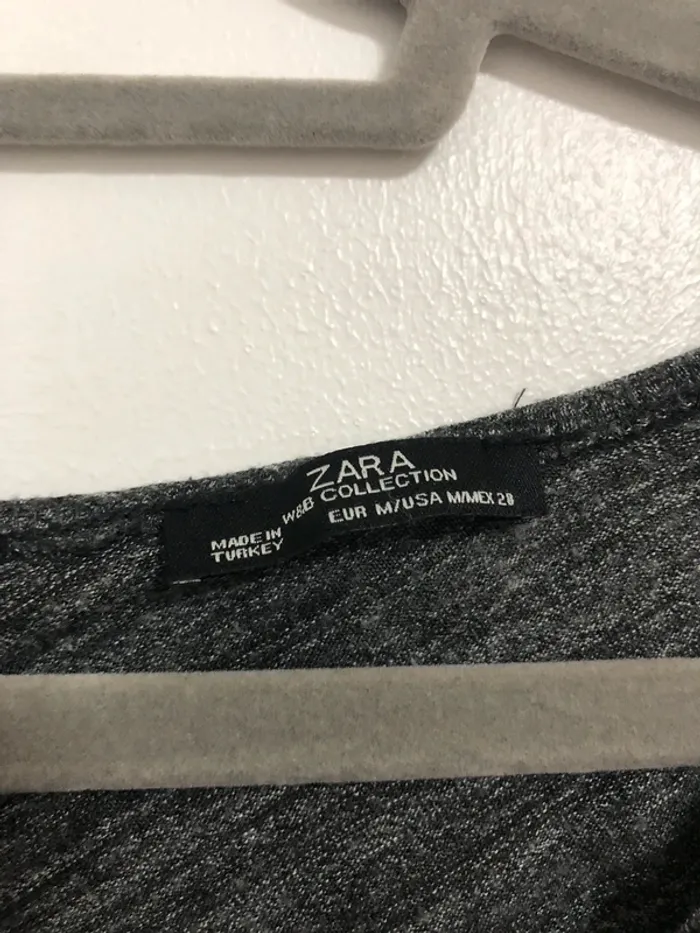 ZARA
W&B COLLECTION
EUR M/USA M/MEX 28
MADE IN
TURKEY